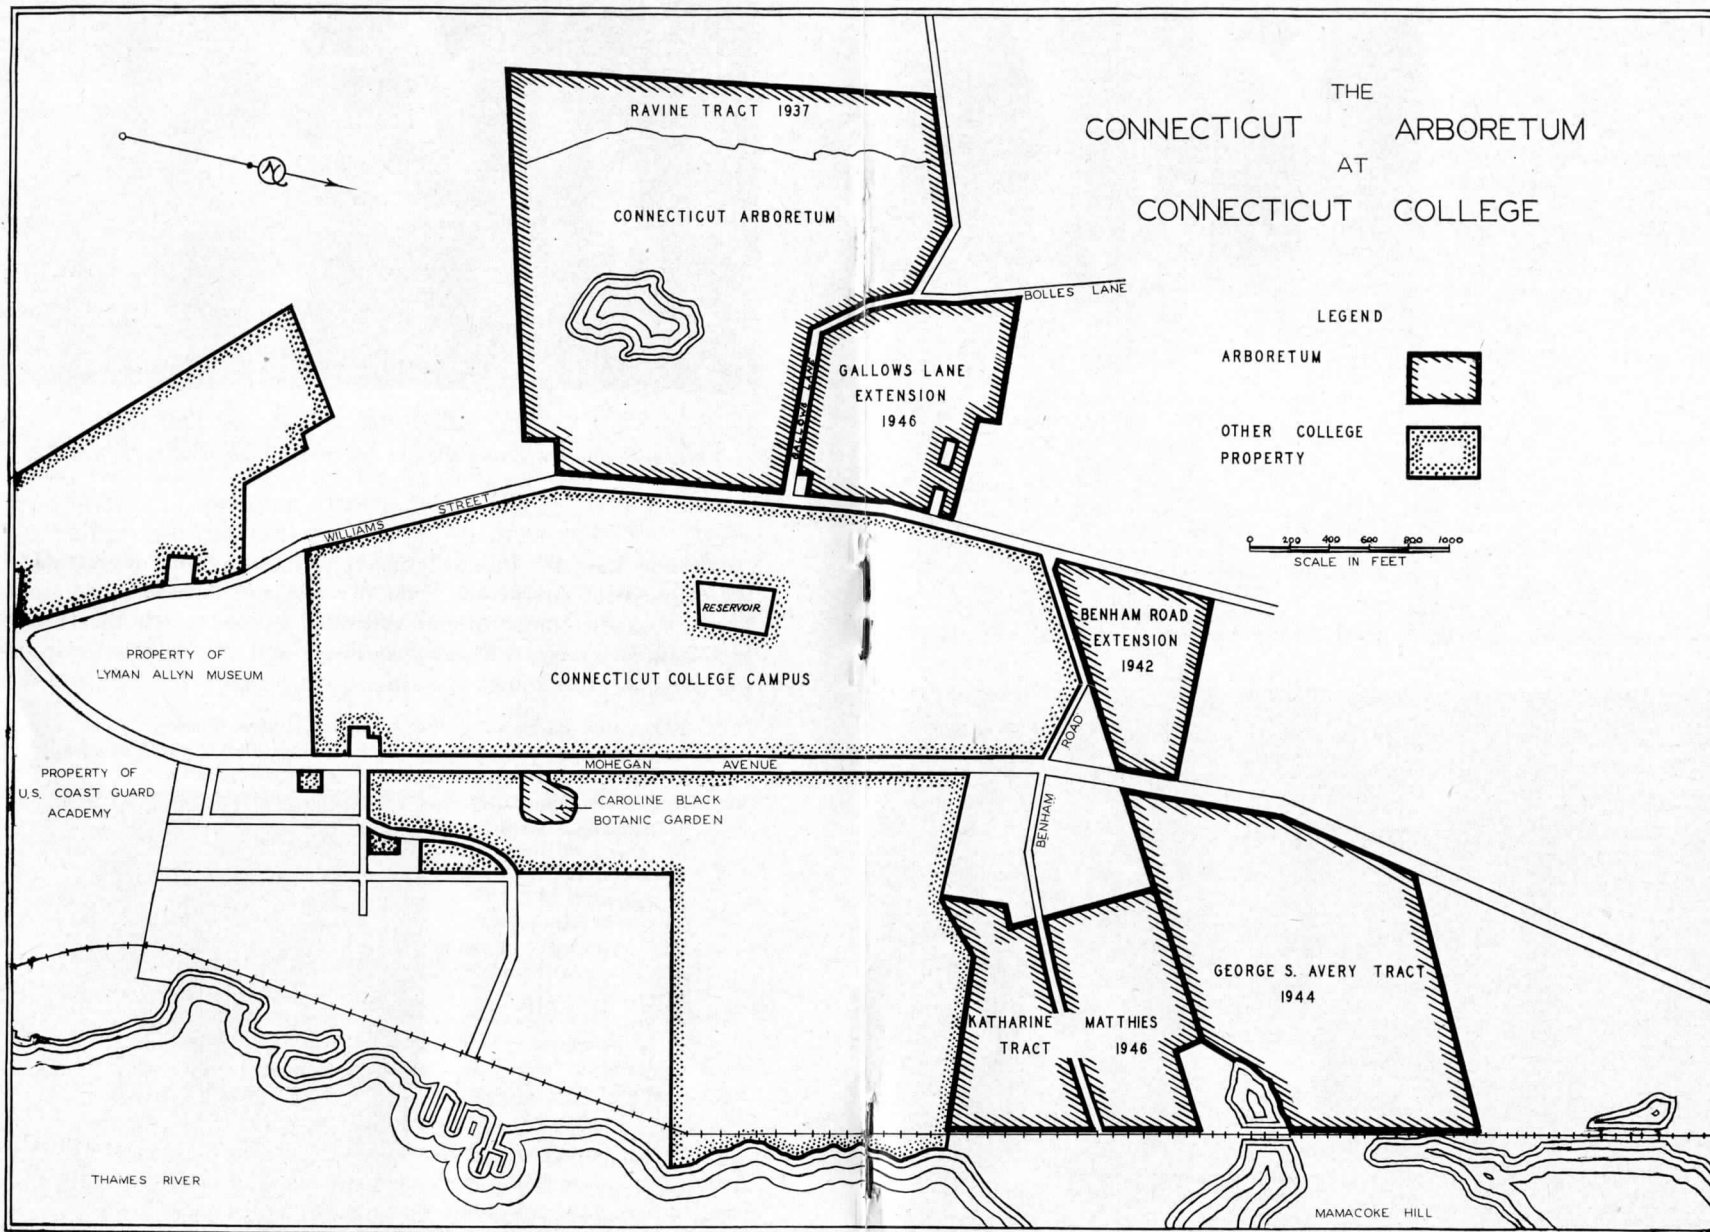 THE
CONNECTICUT ARBORETUM
AT
CONNECTICUT COLLEGE
LEGEND
ARBORETUM
OTHER COLLEGE
PROPERTY
0 200 400 600 800 1000
SCALE IN FEET
N
RAVINE TRACT 1937
CONNECTICUT ARBORETUM
BOLLES LANE
GALLOWS LANE
GALLOWS LANE
EXTENSION
1946
WILLIAMS STREET
RESERVOIR
BENHAM ROAD
EXTENSION
1942
PROPERTY OF
LYMAN ALLYN MUSEUM
CONNECTICUT COLLEGE CAMPUS
ROAD
MOHEGAN AVENUE
PROPERTY OF
U.S. COAST GUARD
ACADEMY
CAROLINE BLACK
BOTANIC GARDEN
BENHAM
GEORGE S. AVERY TRACT
1944
KATHARINE MATTHIES
TRACT 1946
THAMES RIVER
MAMACOKE HILL